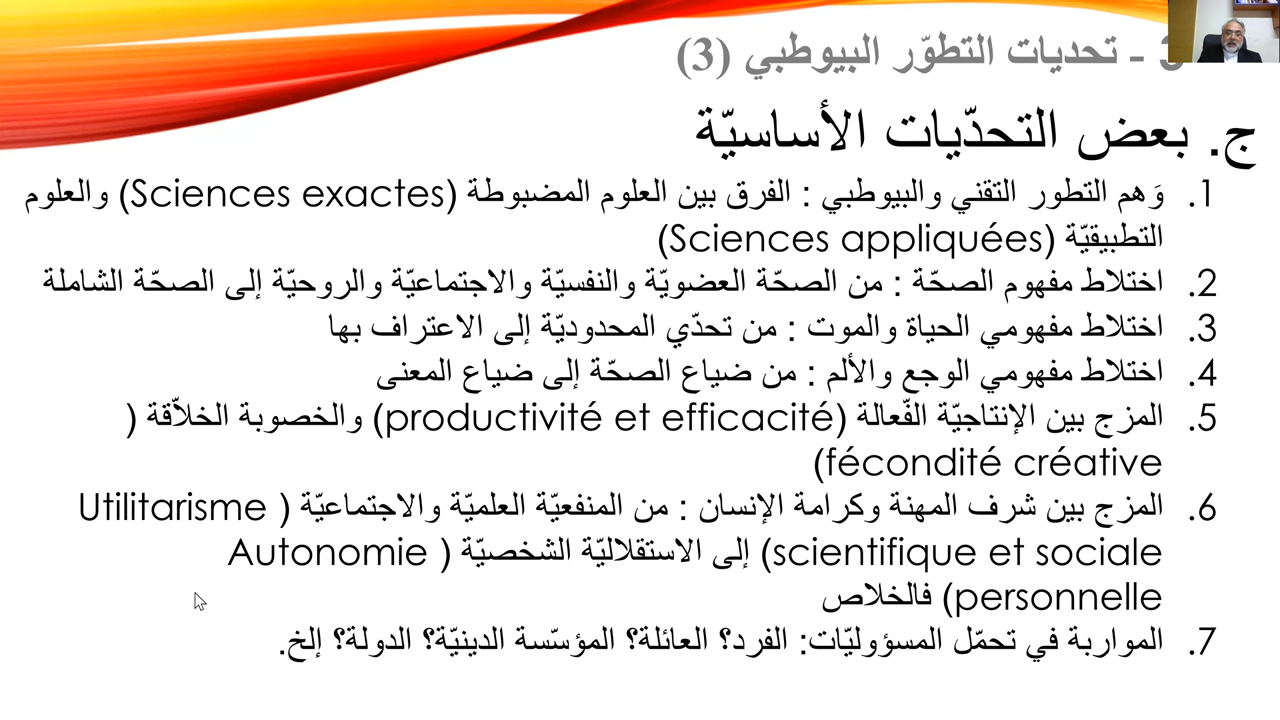 3 - تحديات التطوّر البيوطبي (3)
ج. بعض التحدّيات الأساسيّة
1. وَهم التطور التقني والبيوطبي : الفرق بين العلوم المضبوطة (Sciences exactes) والعلوم
التطبيقيّة (Sciences appliquées)
2. اختلاط مفهوم الصحّة : من الصحّة العضويّة والنفسيّة والاجتماعيّة والروحيّة إلى الصحّة الشاملة
3. اختلاط مفهومي الحياة والموت : من تحدّي المحدوديّة إلى الاعتراف بها
4. اختلاط مفهومي الوجع والألم : من ضياع الصحّة إلى ضياع المعنى
5. المزج بين الإنتاجيّة الفّعالة (productivité et efficacité) والخصوبة الخلاّقة (
fécondité créative)
6. المزج بين شرف المهنة وكرامة الإنسان : من المنفعيّة العلميّة والاجتماعيّة ( Utilitarisme
scientifique et sociale) إلى الاستقلاليّة الشخصيّة ( Autonomie
personnelle) فالخلاص
7. المواربة في تحمّل المسؤوليّات: الفرد؟ العائلة؟ المؤسّسة الدينيّة؟ الدولة؟ إلخ.